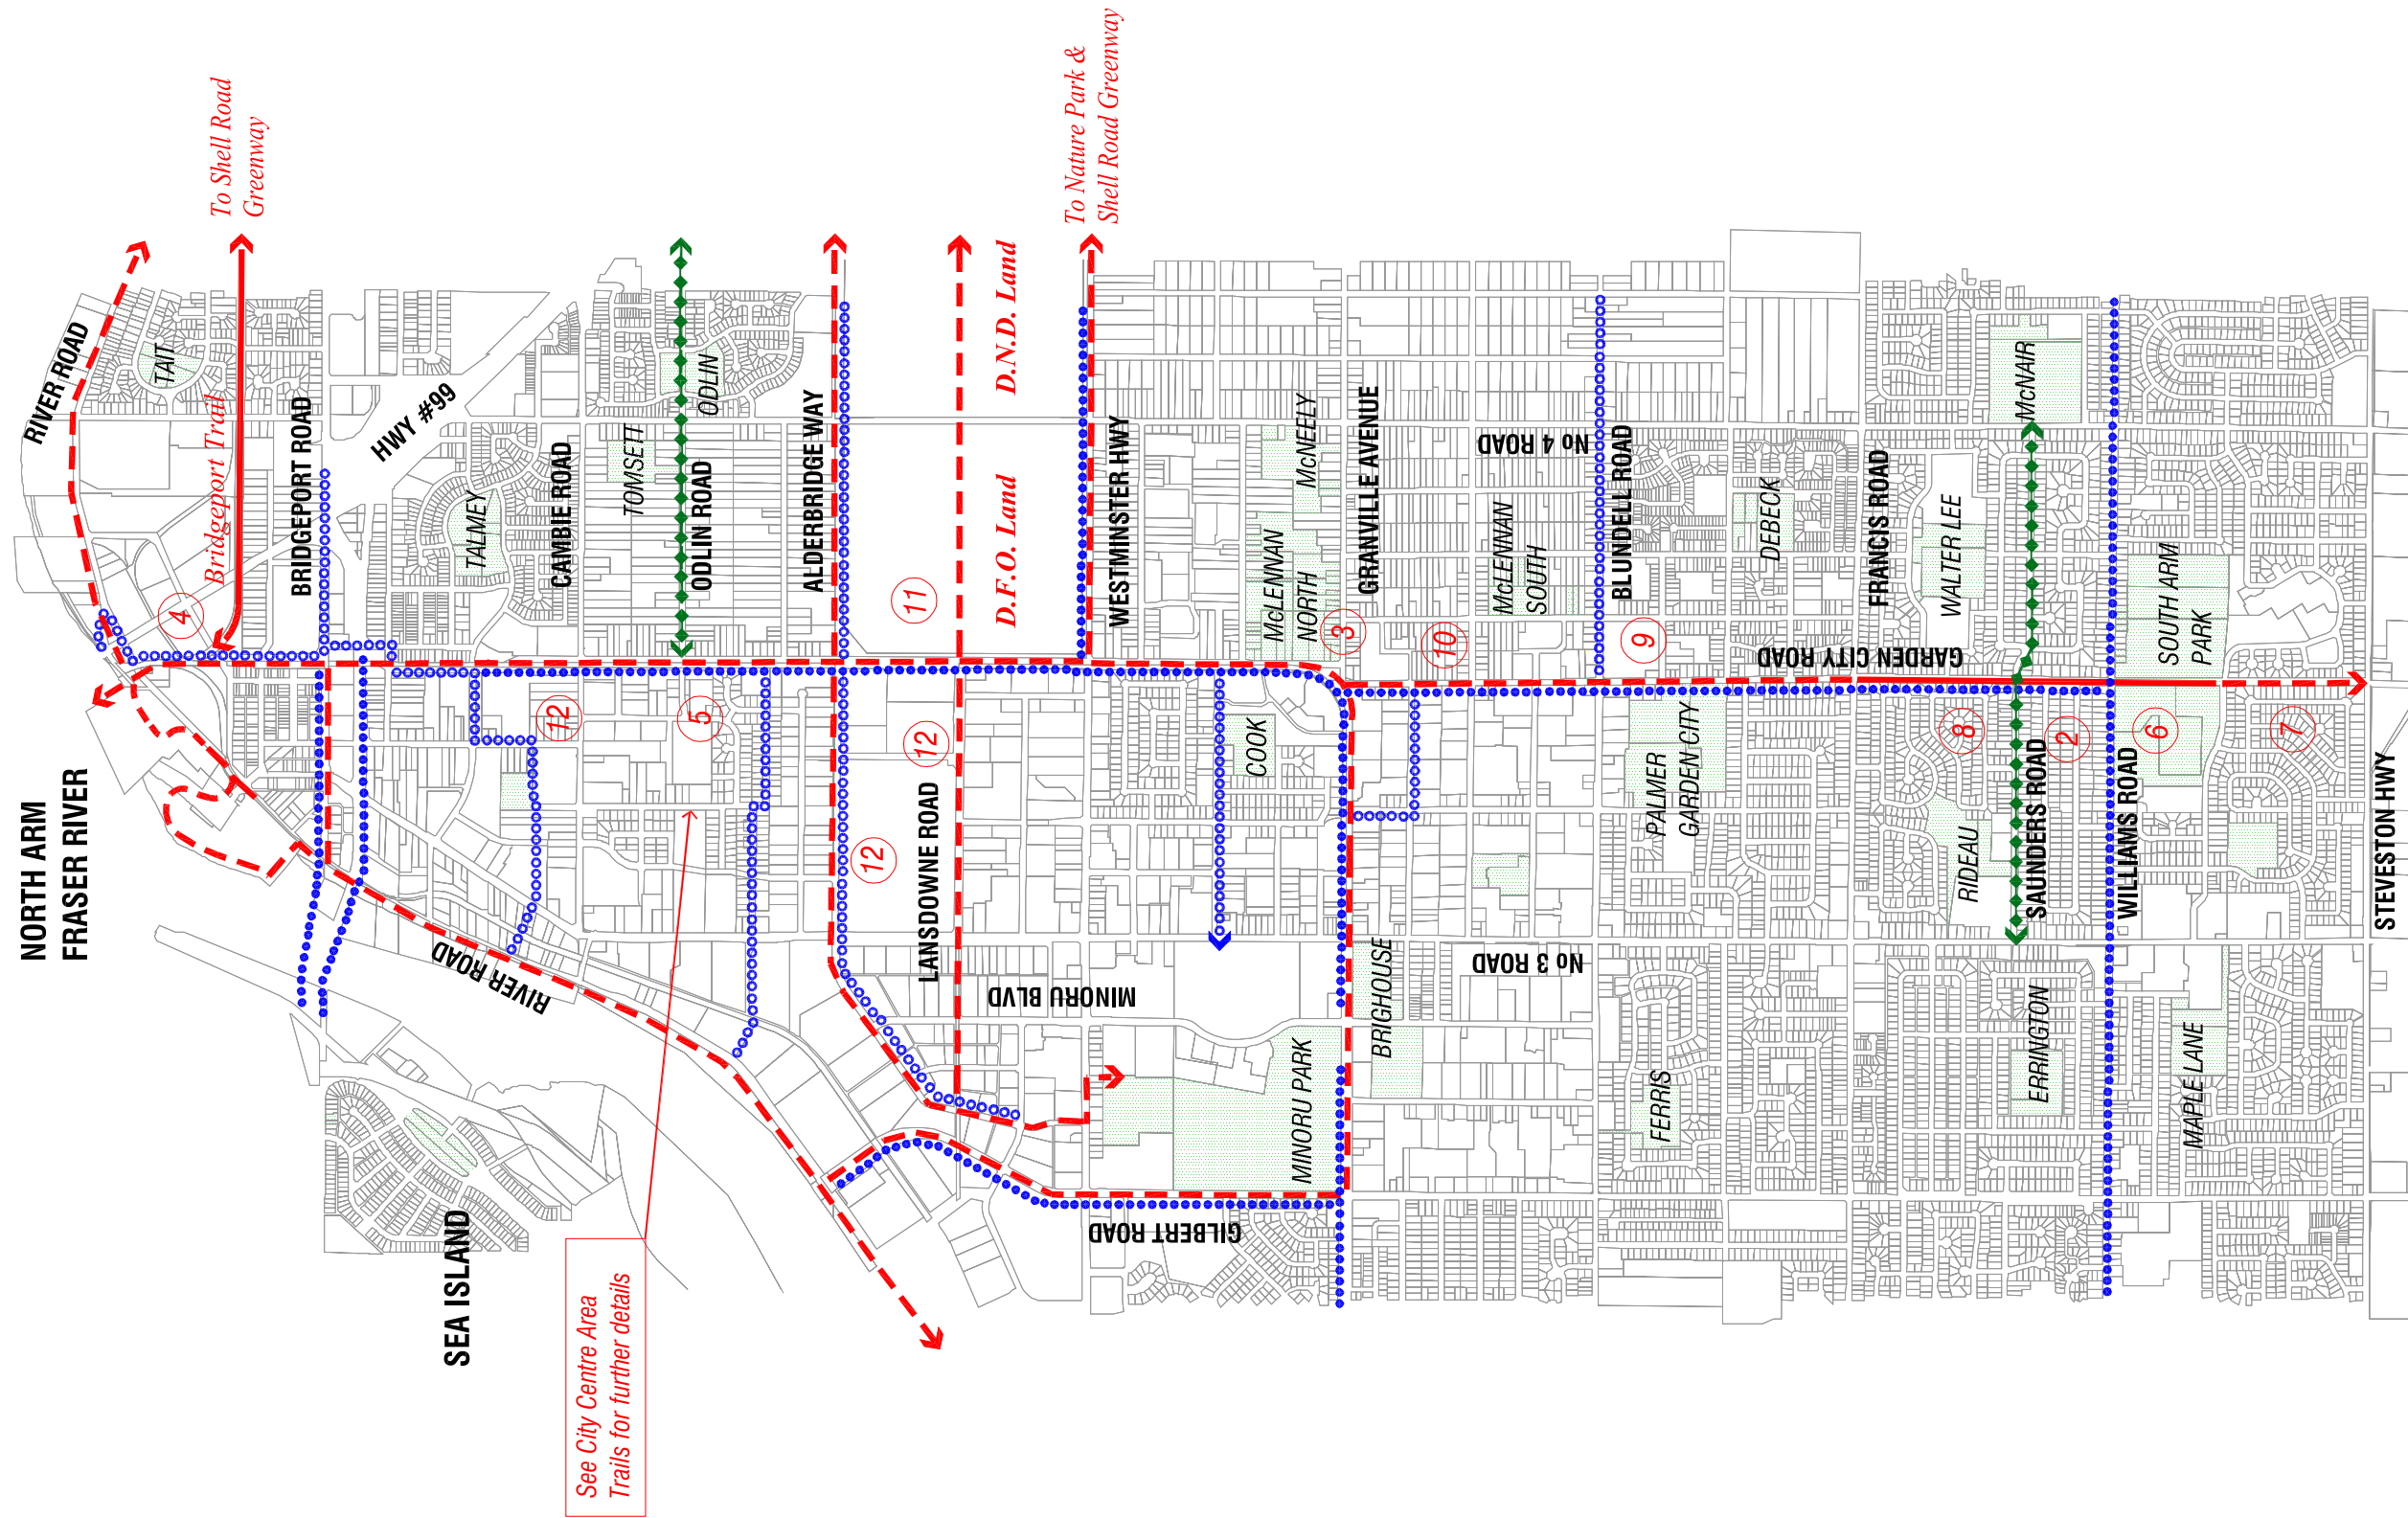 NORTH ARM
FRASER RIVER
SEA ISLAND
RIVER ROAD
TAIT
To Shell Road
Greenway
Bridgeport Trail
4
BRIDGEPORT ROAD
HWY #99
TALMEY
CAMBIE ROAD
TOMSETT
ODLIN
ODLIN ROAD
12
5
ALDERBRIDGE WAY
11
12
12
RIVER ROAD
LANSDOWNE ROAD
D.F.O. Land
D.N.D. Land
To Nature Park &
Shell Road Greenway
WESTMINSTER HWY
MINORU BLVD
See City Centre Area
Trails for further details
GILBERT ROAD
COOK
McLENNAN
NORTH
McNEELY
3
MINORU PARK
GRANVILLE AVENUE
BRIGHOUSE
10
No 4 ROAD
No 3 ROAD
McLENNAN
SOUTH
BLUNDELL ROAD
9
PALMER
GARDEN CITY
FERRIS
DEBECK
GARDEN CITY ROAD
FRANCIS ROAD
WALTER LEE
8
RIDEAU
McNAIR
SAUNDERS ROAD
ERRINGTON
2
WILLIAMS ROAD
6
SOUTH ARM
PARK
MAPLE LANE
7
STEVESTON HWY